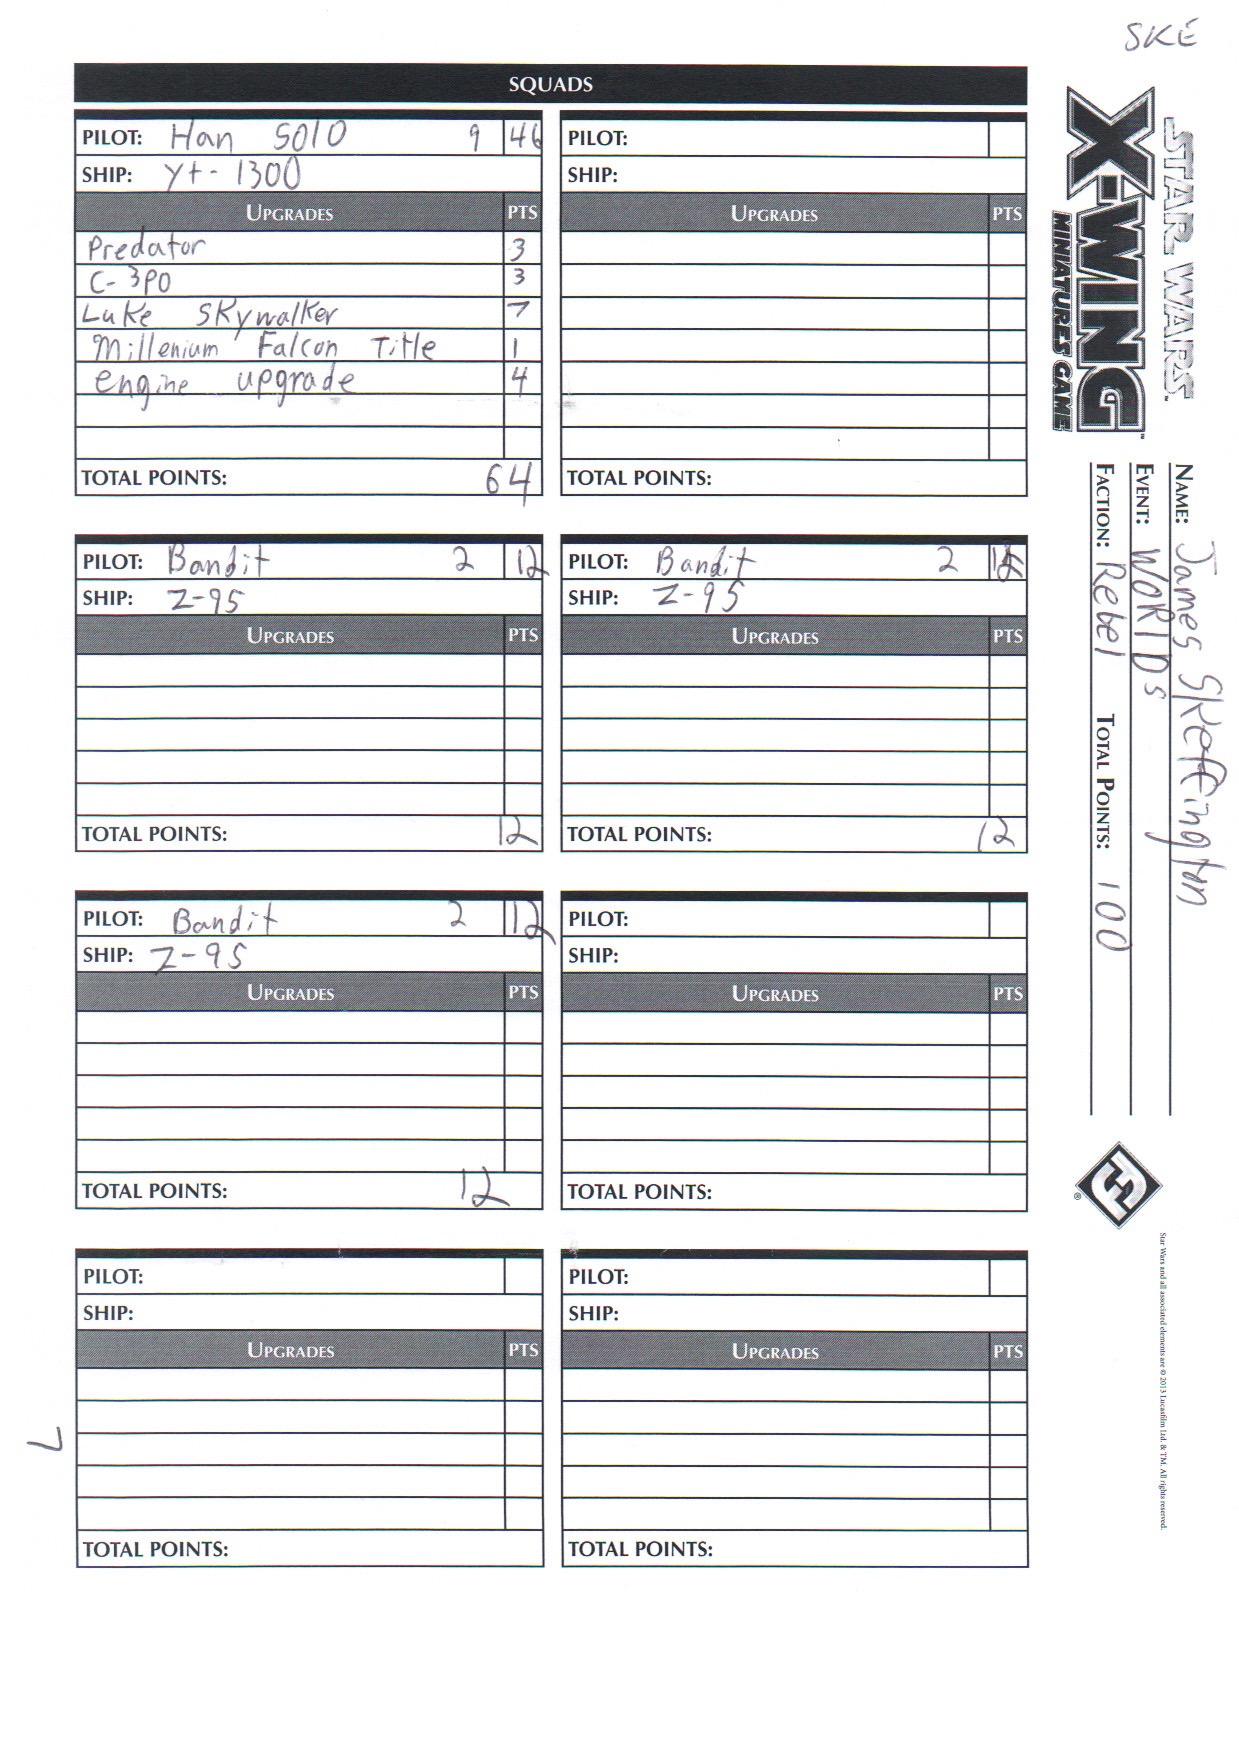 SKE
SQUADS
PILOT: Han Solo 9 46
SHIP: Yt-1300
UPGRADES PTS
Predator 3
C-3PO 3
Luke Skywalker 7
Millenium Falcon Title 1
engine upgrade 4
TOTAL POINTS: 64
PILOT:
SHIP:
UPGRADES PTS
TOTAL POINTS:
PILOT: Bandit 2 12
SHIP: Z-95
UPGRADES PTS
TOTAL POINTS: 12
PILOT: Bandit 2 12
SHIP: Z-95
UPGRADES PTS
TOTAL POINTS: 12
PILOT: Bandit 2 12
SHIP: Z-95
UPGRADES PTS
TOTAL POINTS: 12
PILOT:
SHIP:
UPGRADES PTS
TOTAL POINTS:
PILOT:
SHIP:
UPGRADES PTS
TOTAL POINTS:
PILOT:
SHIP:
UPGRADES PTS
TOTAL POINTS:
7
STAR WARS™
X-WING™
MINIATURES GAME
NAME: James Skeffington
EVENT: WORlDs
FACTION: Rebel TOTAL POINTS: 100
®
Star Wars and all associated elements are © 2013 Lucasfilm Ltd. & TM. All rights reserved.